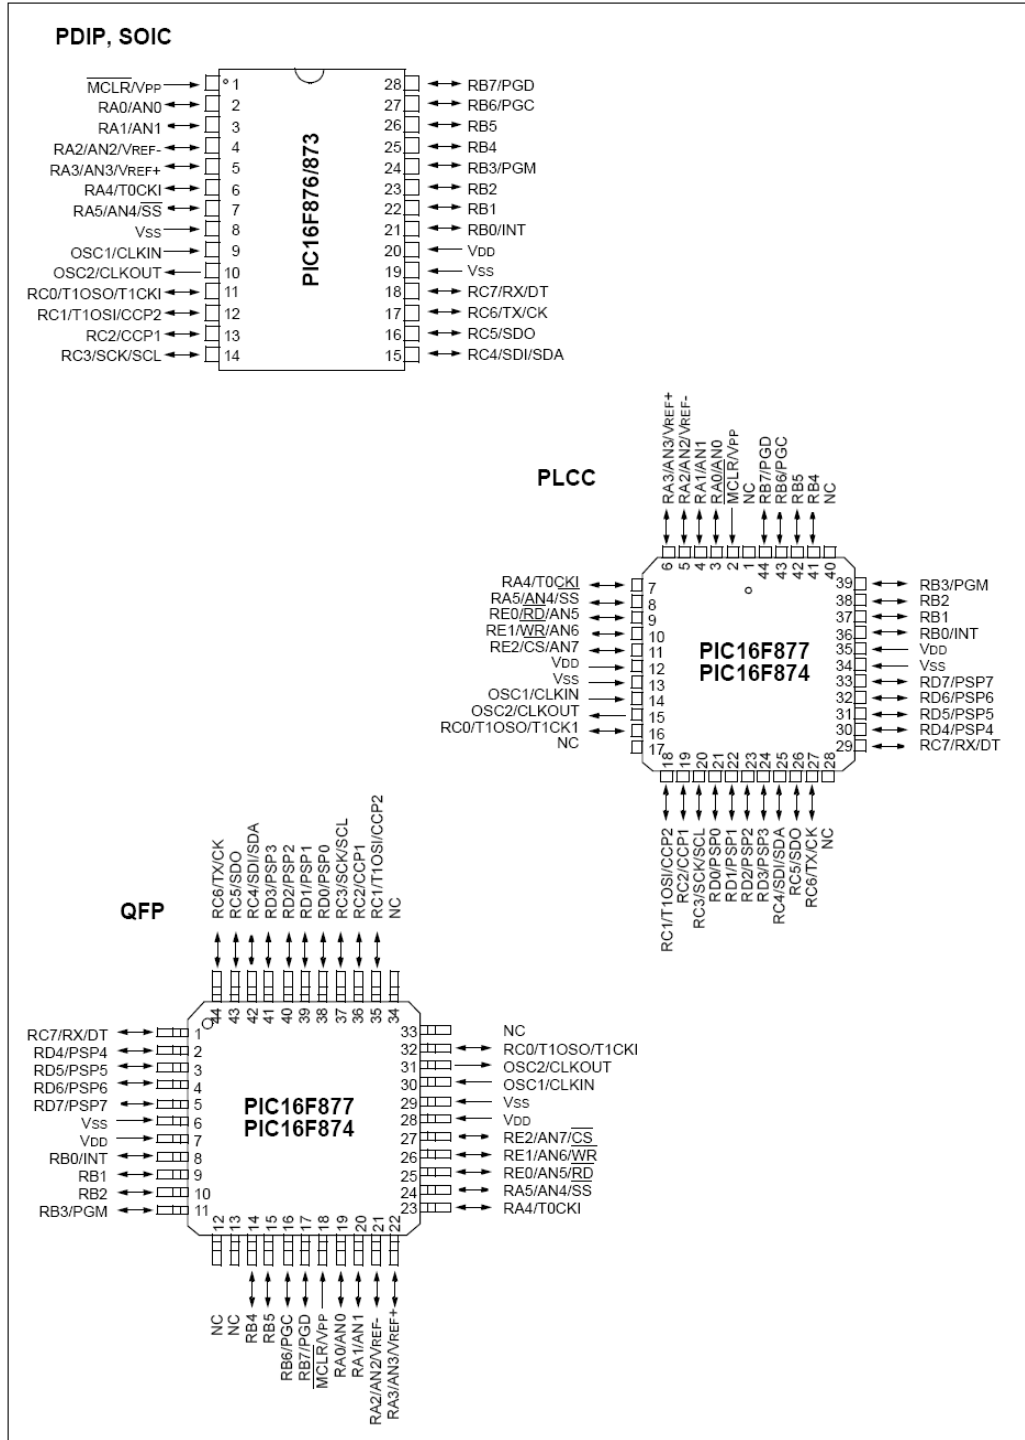 PDIP, SOIC
MCLR/VPP 1
RA0/AN0 2
RA1/AN1 3
RA2/AN2/VREF- 4
RA3/AN3/VREF+ 5
RA4/T0CKI 6
RA5/AN4/SS 7
VSS 8
OSC1/CLKIN 9
OSC2/CLKOUT 10
RC0/T1OSO/T1CKI 11
RC1/T1OSI/CCP2 12
RC2/CCP1 13
RC3/SCK/SCL 14
PIC16F876/873
28 RB7/PGD
27 RB6/PGC
26 RB5
25 RB4
24 RB3/PGM
23 RB2
22 RB1
21 RB0/INT
20 VDD
19 VSS
18 RC7/RX/DT
17 RC6/TX/CK
16 RC5/SDO
15 RC4/SDI/SDA
PLCC
RA3/AN3/VREF+ 6
RA2/AN2/VREF- 5
RA1/AN1 4
RA0/AN0 3
MCLR/VPP 2
NC 1
RB7/PGD 44
RB6/PGC 43
RB5 42
RB4 41
NC 40
RA4/T0CKI 7
RA5/AN4/SS 8
RE0/RD/AN5 9
RE1/WR/AN6 10
RE2/CS/AN7 11
VDD 12
VSS 13
OSC1/CLKIN 14
OSC2/CLKOUT 15
RC0/T1OSO/T1CK1 16
NC 17
PIC16F877
PIC16F874
39 RB3/PGM
38 RB2
37 RB1
36 RB0/INT
35 VDD
34 VSS
33 RD7/PSP7
32 RD6/PSP6
31 RD5/PSP5
30 RD4/PSP4
29 RC7/RX/DT
18 RC1/T1OSI/CCP2
19 RC2/CCP1
20 RC3/SCK/SCL
21 RD0/PSP0
22 RD1/PSP1
23 RD2/PSP2
24 RD3/PSP3
25 RC4/SDI/SDA
26 RC5/SDO
27 RC6/TX/CK
28 NC
QFP
RC6/TX/CK 44
RC5/SDO 43
RC4/SDI/SDA 42
RD3/PSP3 41
RD2/PSP2 40
RD1/PSP1 39
RD0/PSP0 38
RC3/SCK/SCL 37
RC2/CCP1 36
RC1/T1OSI/CCP2 35
NC 34
RC7/RX/DT 1
RD4/PSP4 2
RD5/PSP5 3
RD6/PSP6 4
RD7/PSP7 5
VSS 6
VDD 7
RB0/INT 8
RB1 9
RB2 10
RB3/PGM 11
PIC16F877
PIC16F874
33 NC
32 RC0/T1OSO/T1CKI
31 OSC2/CLKOUT
30 OSC1/CLKIN
29 VSS
28 VDD
27 RE2/AN7/CS
26 RE1/AN6/WR
25 RE0/AN5/RD
24 RA5/AN4/SS
23 RA4/T0CKI
12 NC
13 NC
14 RB4
15 RB5
16 RB6/PGC
17 RB7/PGD
18 MCLR/VPP
19 RA0/AN0
20 RA1/AN1
21 RA2/AN2/VREF-
22 RA3/AN3/VREF+